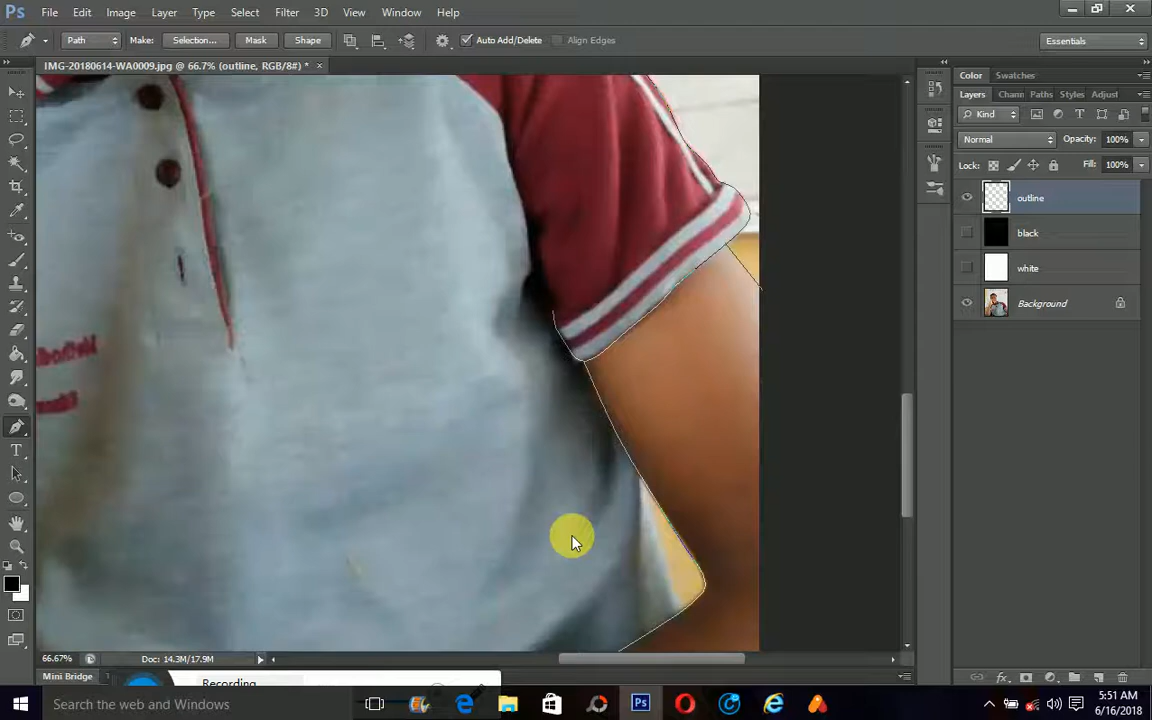 Ps File Edit Image Layer Type Select Filter 3D View Window Help
Path Make: Selection... Mask Shape Auto Add/Delete Align Edges Essentials
IMG-20180614-WA0009.jpg @ 66.7% (outline, RGB/8#) * ×
Color Swatches
Layers Chann Paths Styles Adjust
Kind
Normal Opacity: 100%
Lock: Fill: 100%
outline
black
white
Background
T
66.67% Doc: 14.3M/17.9M
Mini Bridge
Recording
Search the web and Windows
5:51 AM
6/16/2018